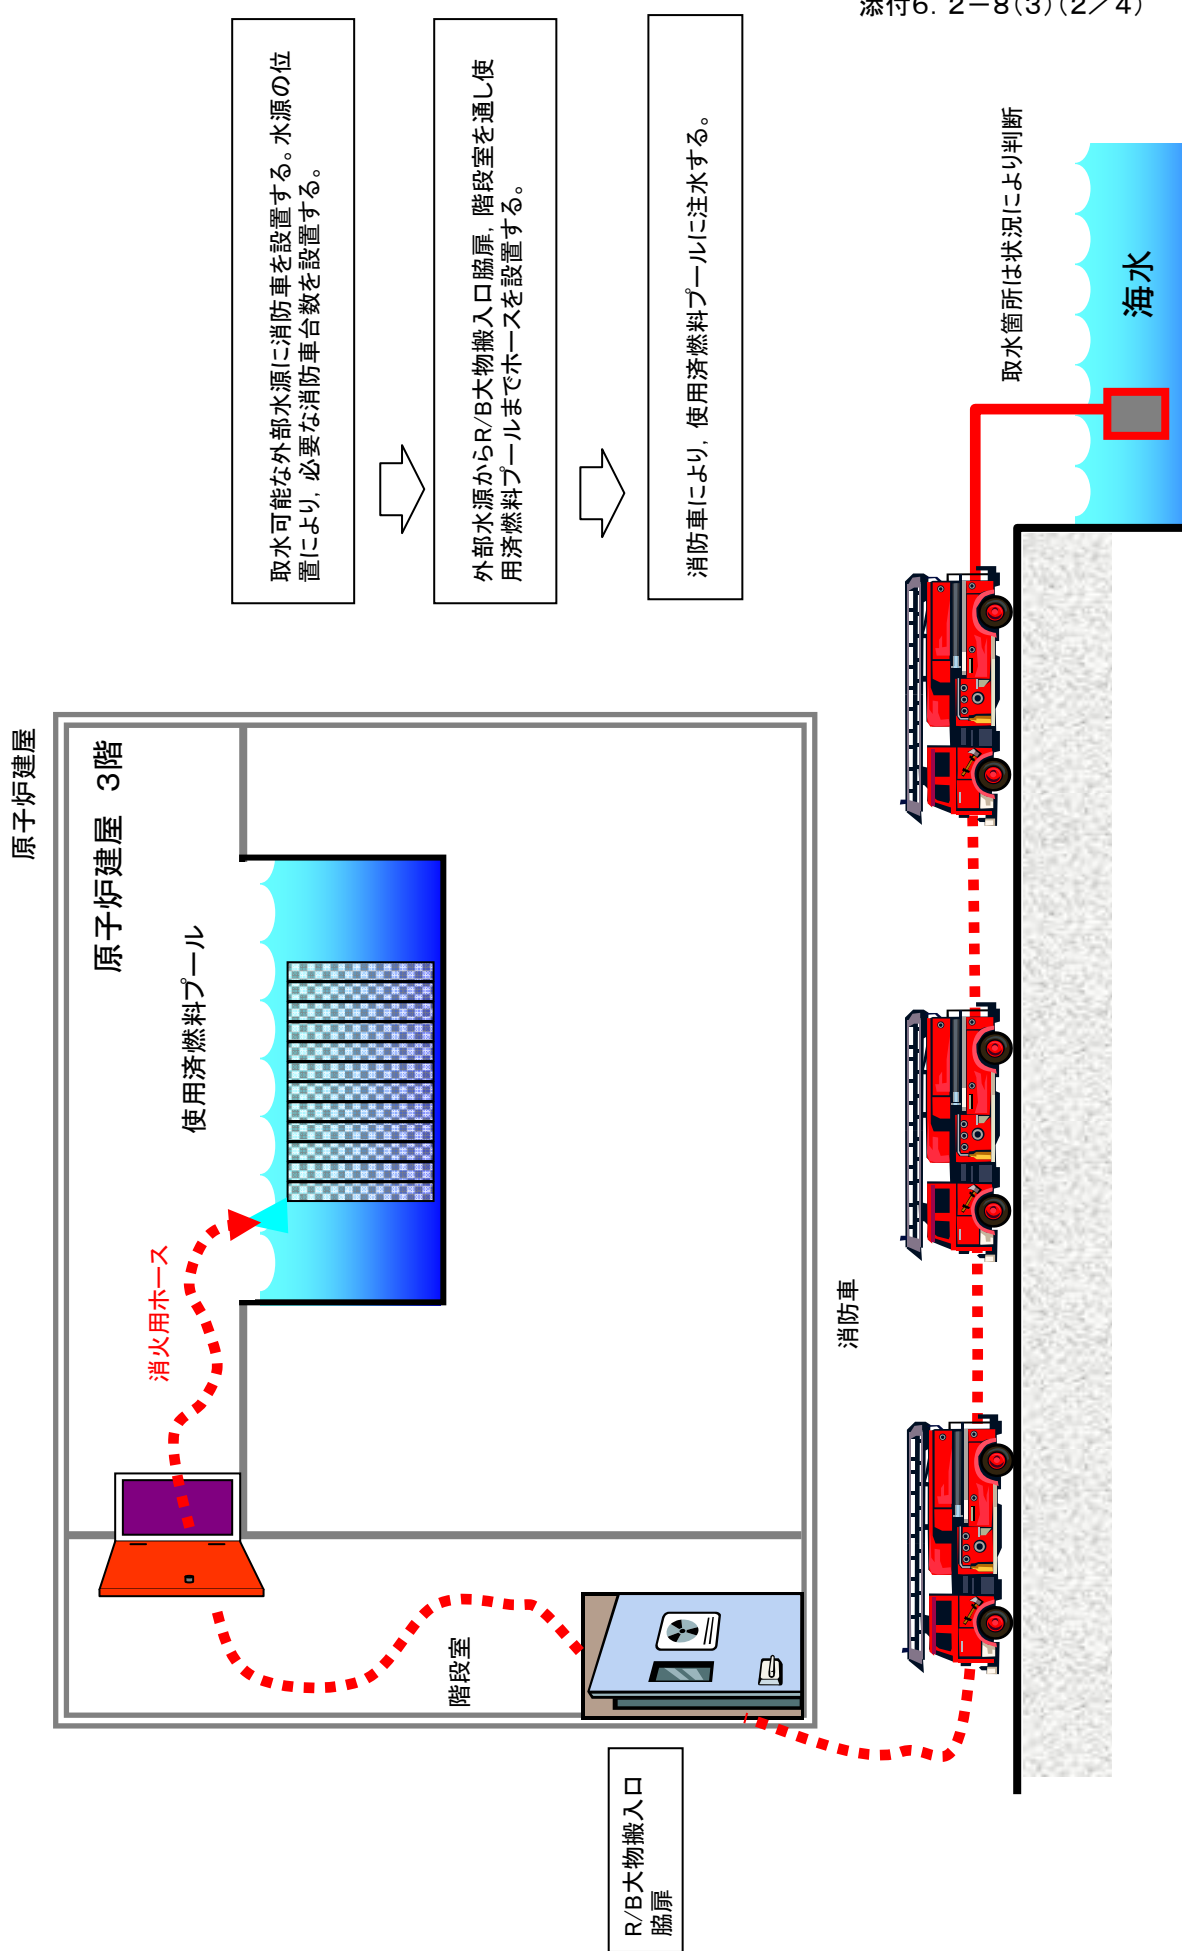 添付6. 2-8(3)(2/4)
原子炉建屋
原子炉建屋 3階
使用済燃料プール
消火用ホース
階段室
R/B大物搬入口
脇扉
消防車
取水可能な外部水源に消防車を設置する。水源の位
置により, 必要な消防車台数を設置する。
外部水源からR/B大物搬入口脇扉, 階段室を通し使
用済燃料プールまでホースを設置する。
消防車により, 使用済燃料プールに注水する。
取水箇所は状況により判断
海水